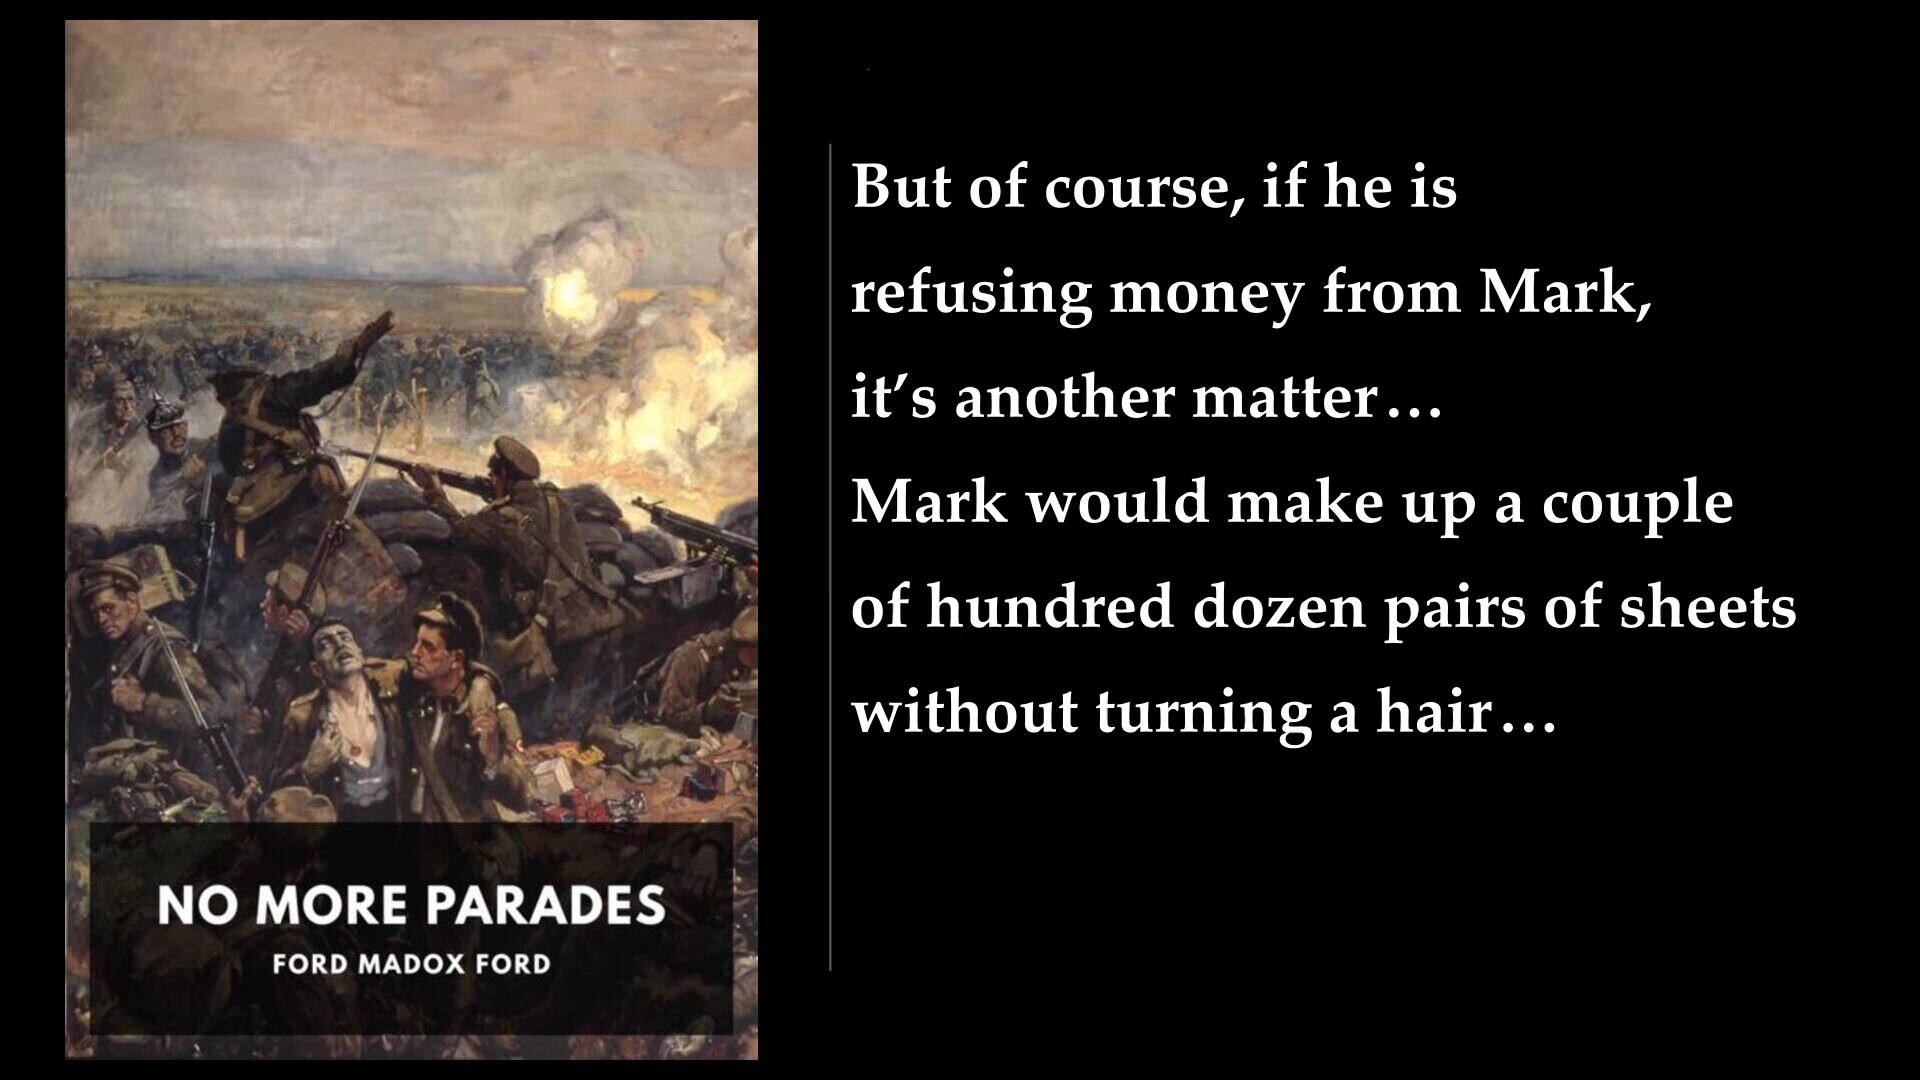 But of course, if he is
refusing money from Mark,
it’s another matter…
Mark would make up a couple
of hundred dozen pairs of sheets
without turning a hair…
NO MORE PARADES
FORD MADOX FORD